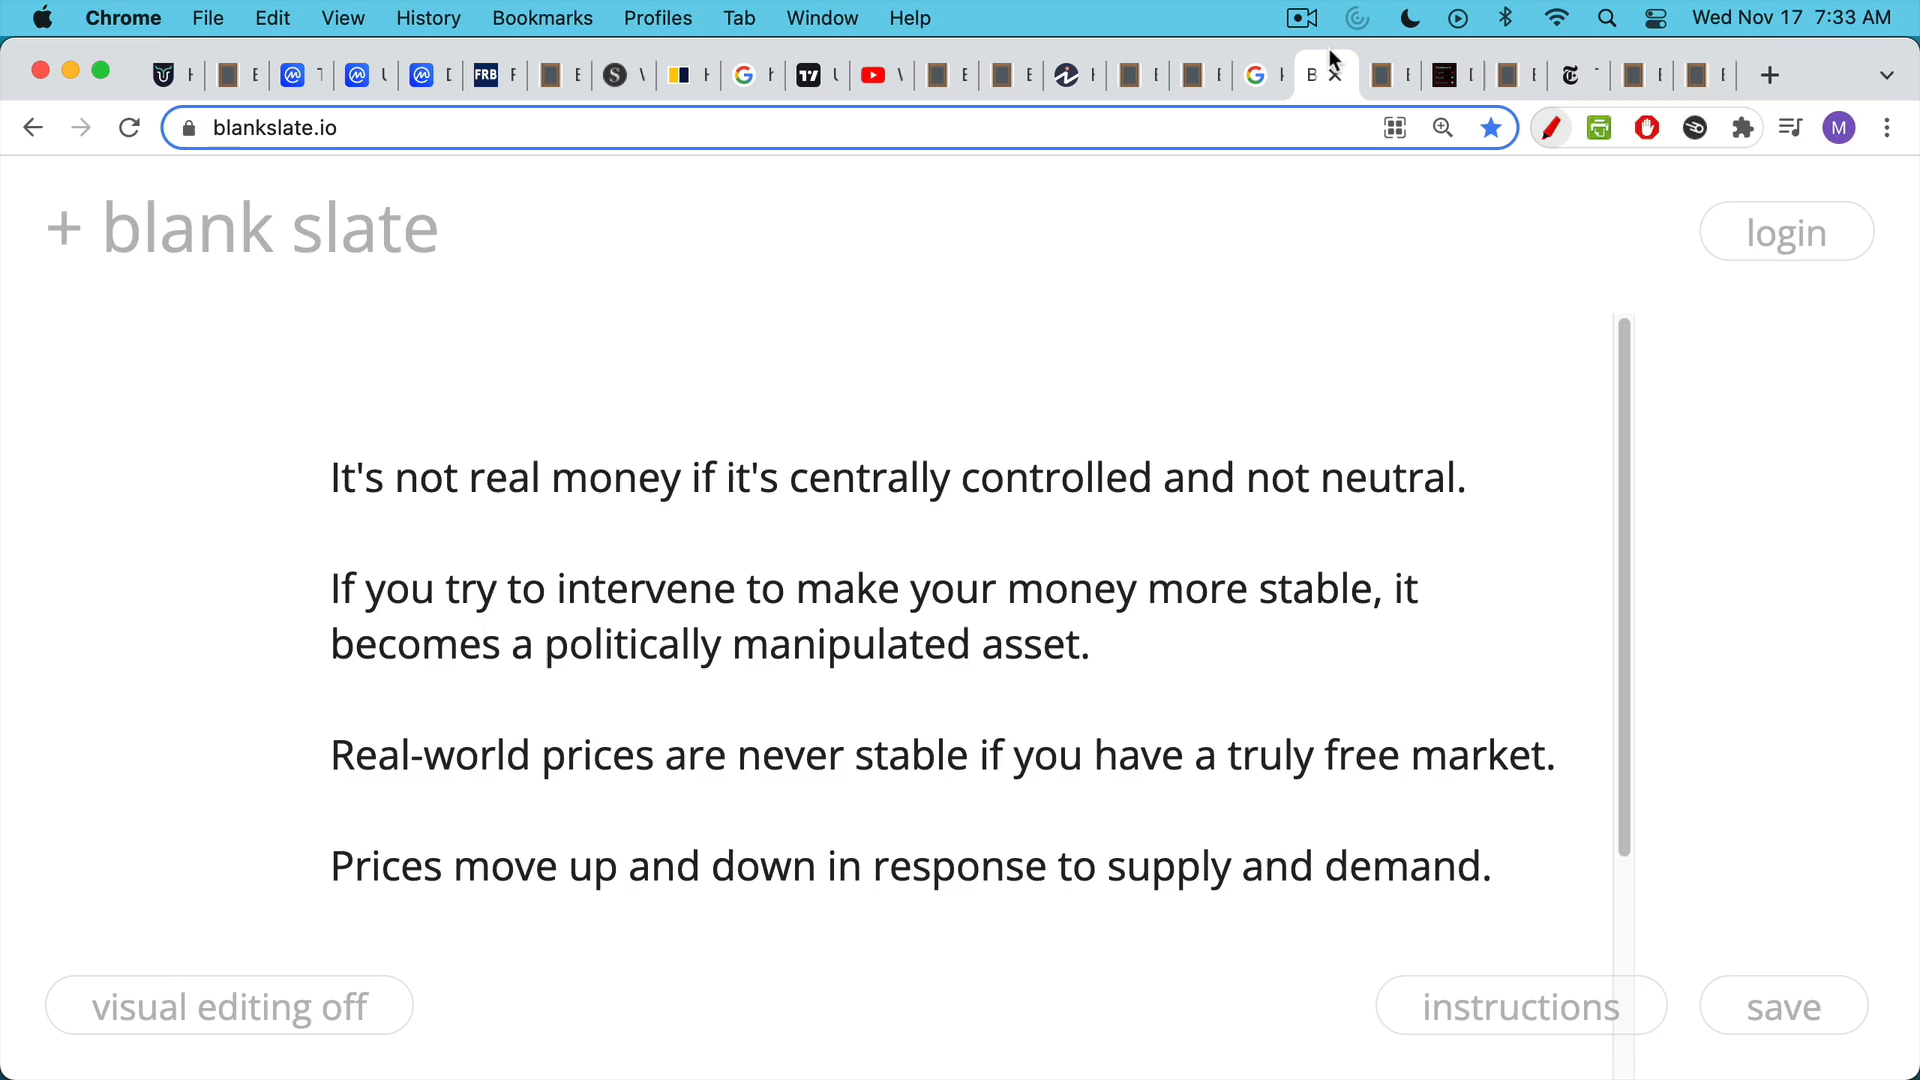 Chrome File Edit View History Bookmarks Profiles Tab Window Help Wed Nov 17 7:33 AM
FRB
B
blankslate.io
M
+ blank slate
login
It's not real money if it's centrally controlled and not neutral.
If you try to intervene to make your money more stable, it
becomes a politically manipulated asset.
Real-world prices are never stable if you have a truly free market.
Prices move up and down in response to supply and demand.
visual editing off
instructions
save